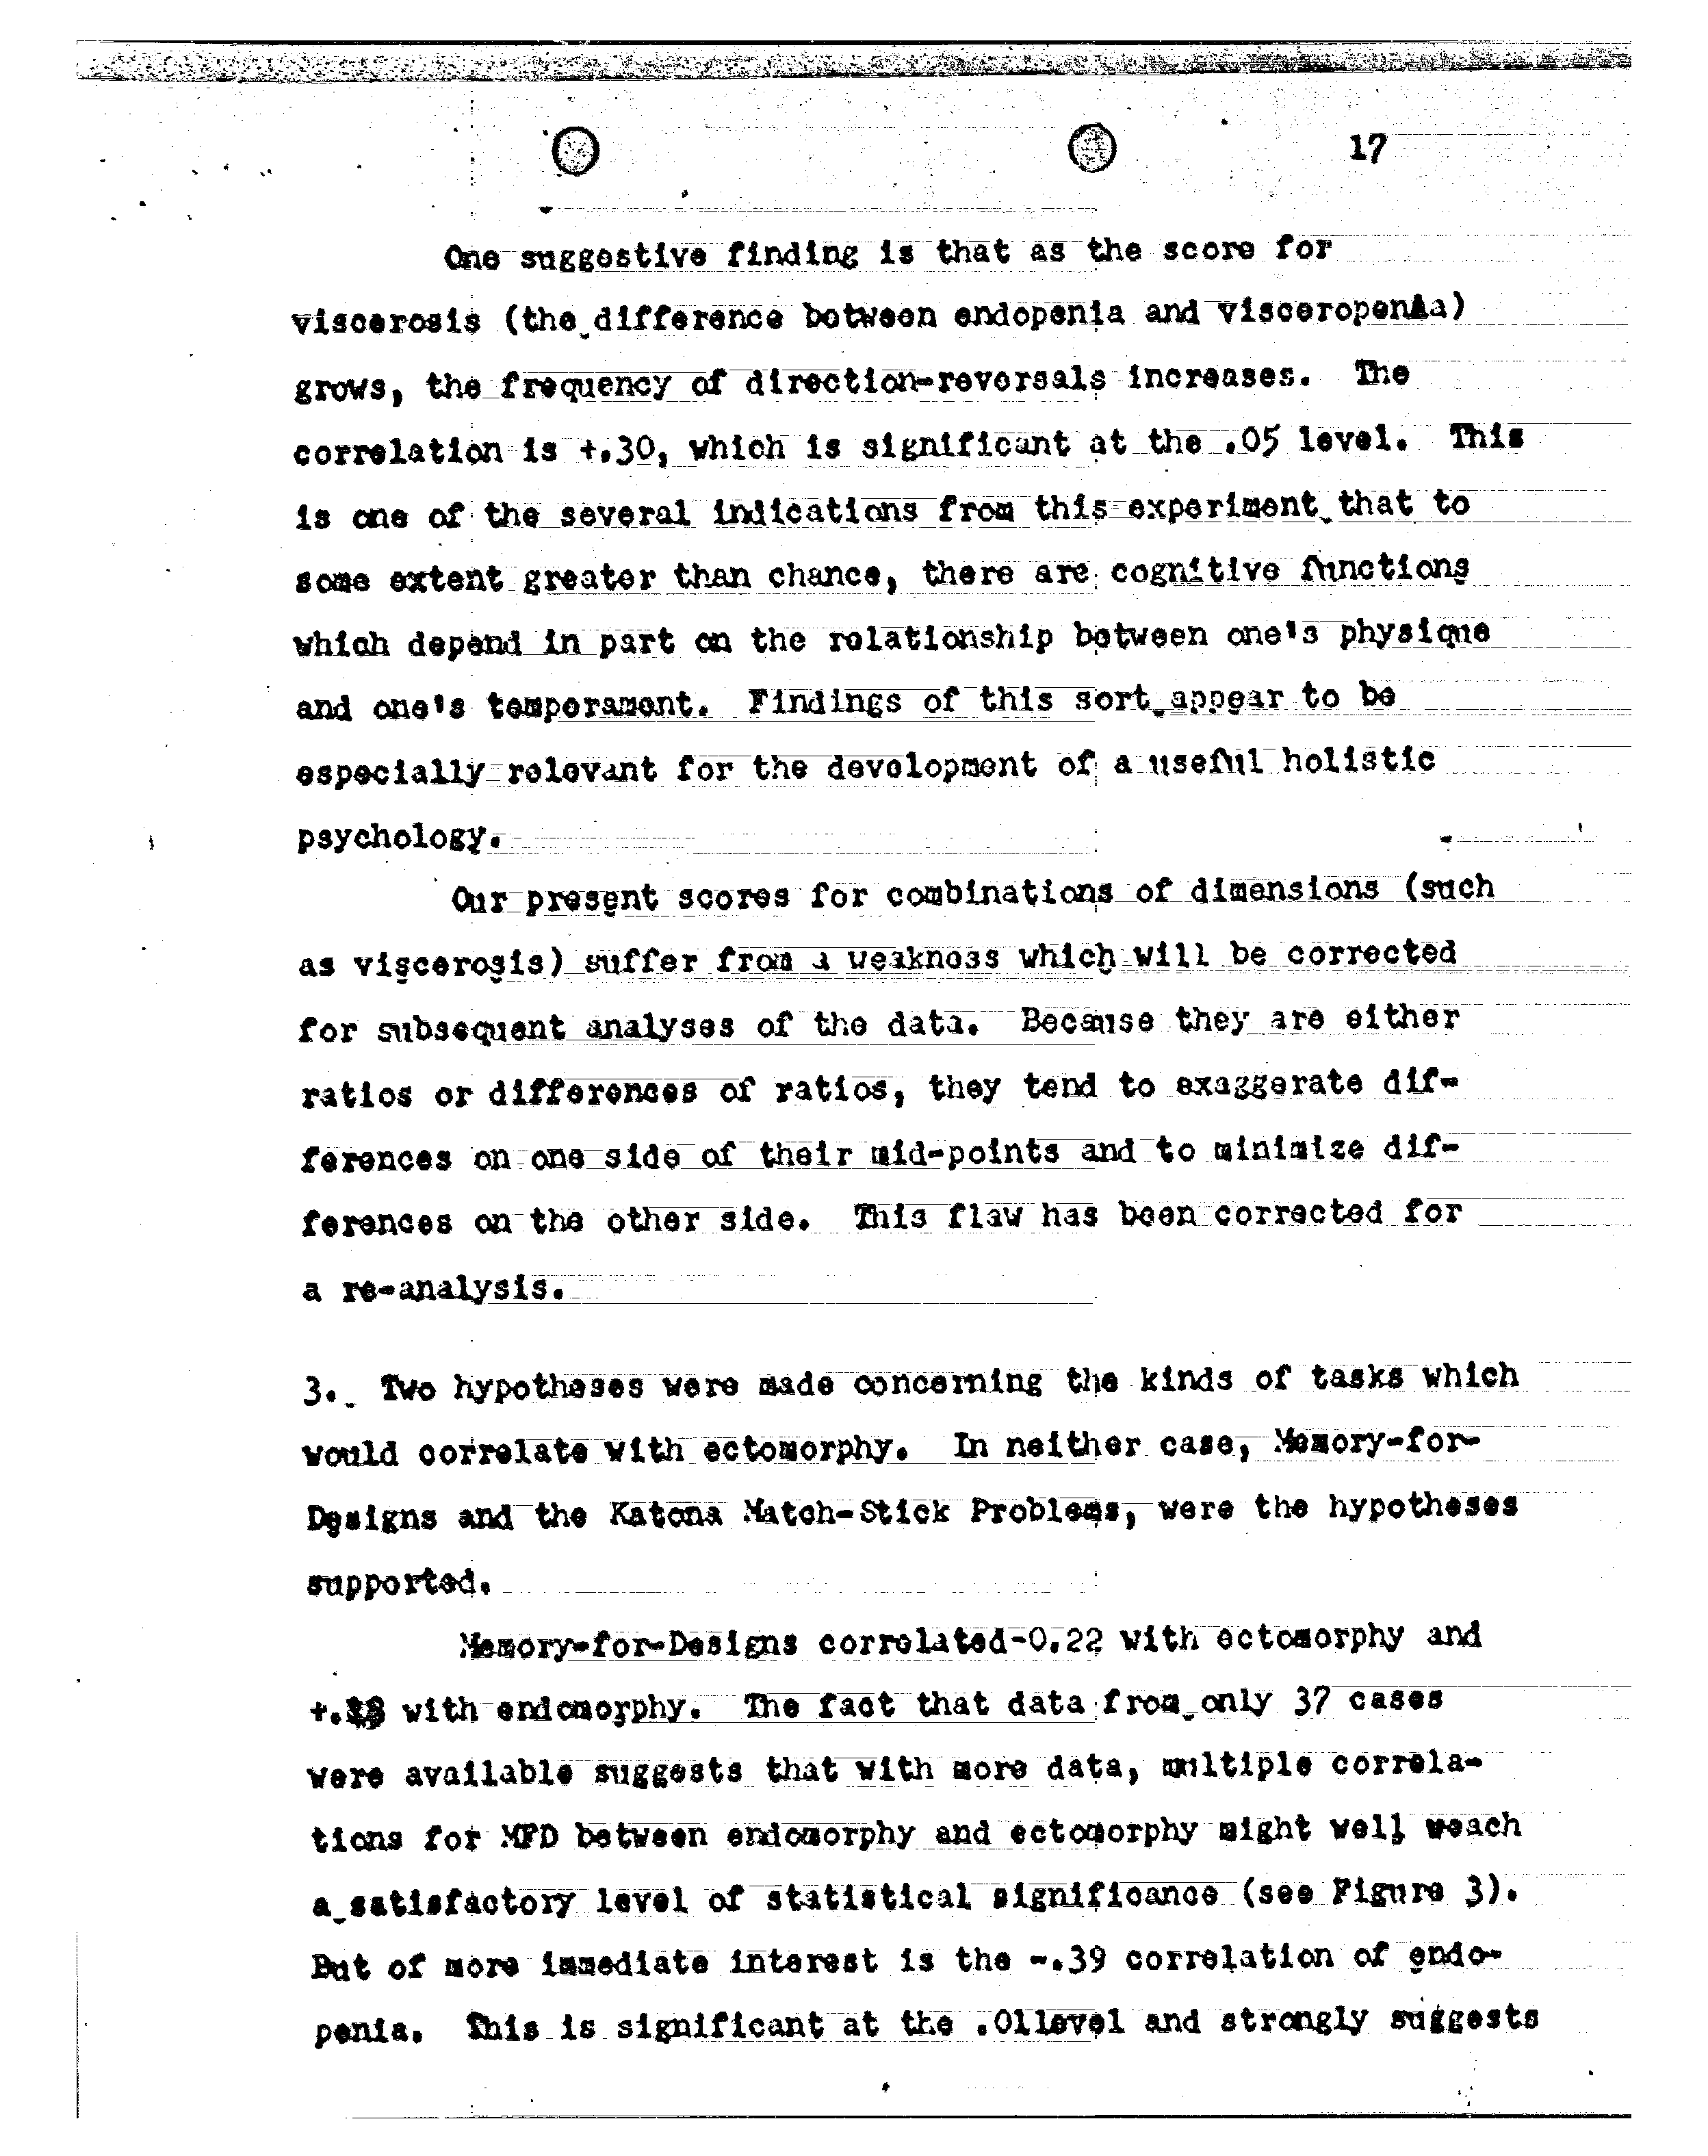 17
One suggestive finding is that as the score for
viscerosis (the difference between endopenia and visceropenia)
grows, the frequency of direction-reversals increases. The
correlation is +.30, which is significant at the .05 level. This
is one of the several indications from this experiment that to
some extent greater than chance, there are cognitive functions
which depend in part on the relationship between one's physique
and one's temperament. Findings of this sort appear to be
especially relevant for the development of a useful holistic
psychology.
Our present scores for combinations of dimensions (such
as viscerosis) suffer from a weakness which will be corrected
for subsequent analyses of the data. Because they are either
ratios or differences of ratios, they tend to exaggerate dif-
ferences on one side of their mid-points and to minimize dif-
ferences on the other side. This flaw has been corrected for
a re-analysis.
3. Two hypotheses were made concerning the kinds of tasks which
would correlate with ectomorphy. In neither case, Memory-for-
Designs and the Katona Match-Stick Problems, were the hypotheses
supported.
Memory-for-Designs correlated-0.22 with ectomorphy and
with endomorphy. The fact that data from only 37 cases
were available suggests that with more data, multiple correla-
tions for MFD between endomorphy and ectomorphy might well weach
a satisfactory level of statistical significance (see Figure 3).
But of more immediate interest is the -.39 correlation of endo-
penia. This is significant at the .01level and strongly suggests